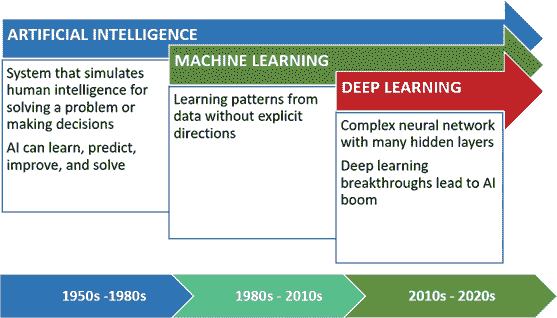 ARTIFICIAL INTELLIGENCE
System that simulates
human intelligence for
solving a problem or
making decisions
AI can learn, predict,
improve, and solve
MACHINE LEARNING
Learning patterns from
data without explicit
directions
DEEP LEARNING
Complex neural network
with many hidden layers
Deep learning
breakthroughs lead to AI
boom
1950s -1980s
1980s - 2010s
2010s - 2020s